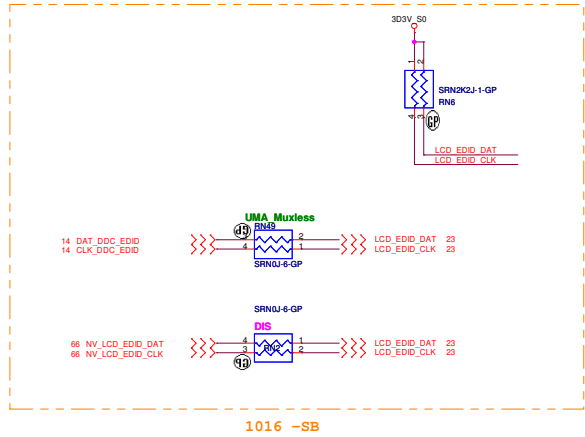 3D3V_S0
1
2
SRN2K2J-1-GP
RN6
4
3
GP
LCD_EDID_DAT
LCD_EDID_CLK
UMA_Muxless
GP
RN49
14 DAT_DDC_EDID 3 2 LCD_EDID_DAT 23
14 CLK_DDC_EDID 4 1 LCD_EDID_CLK 23
SRN0J-6-GP
SRN0J-6-GP
DIS
66 NV_LCD_EDID_DAT 4 1 LCD_EDID_DAT 23
RN2
66 NV_LCD_EDID_CLK 3 2 LCD_EDID_CLK 23
GP
1016 -SB